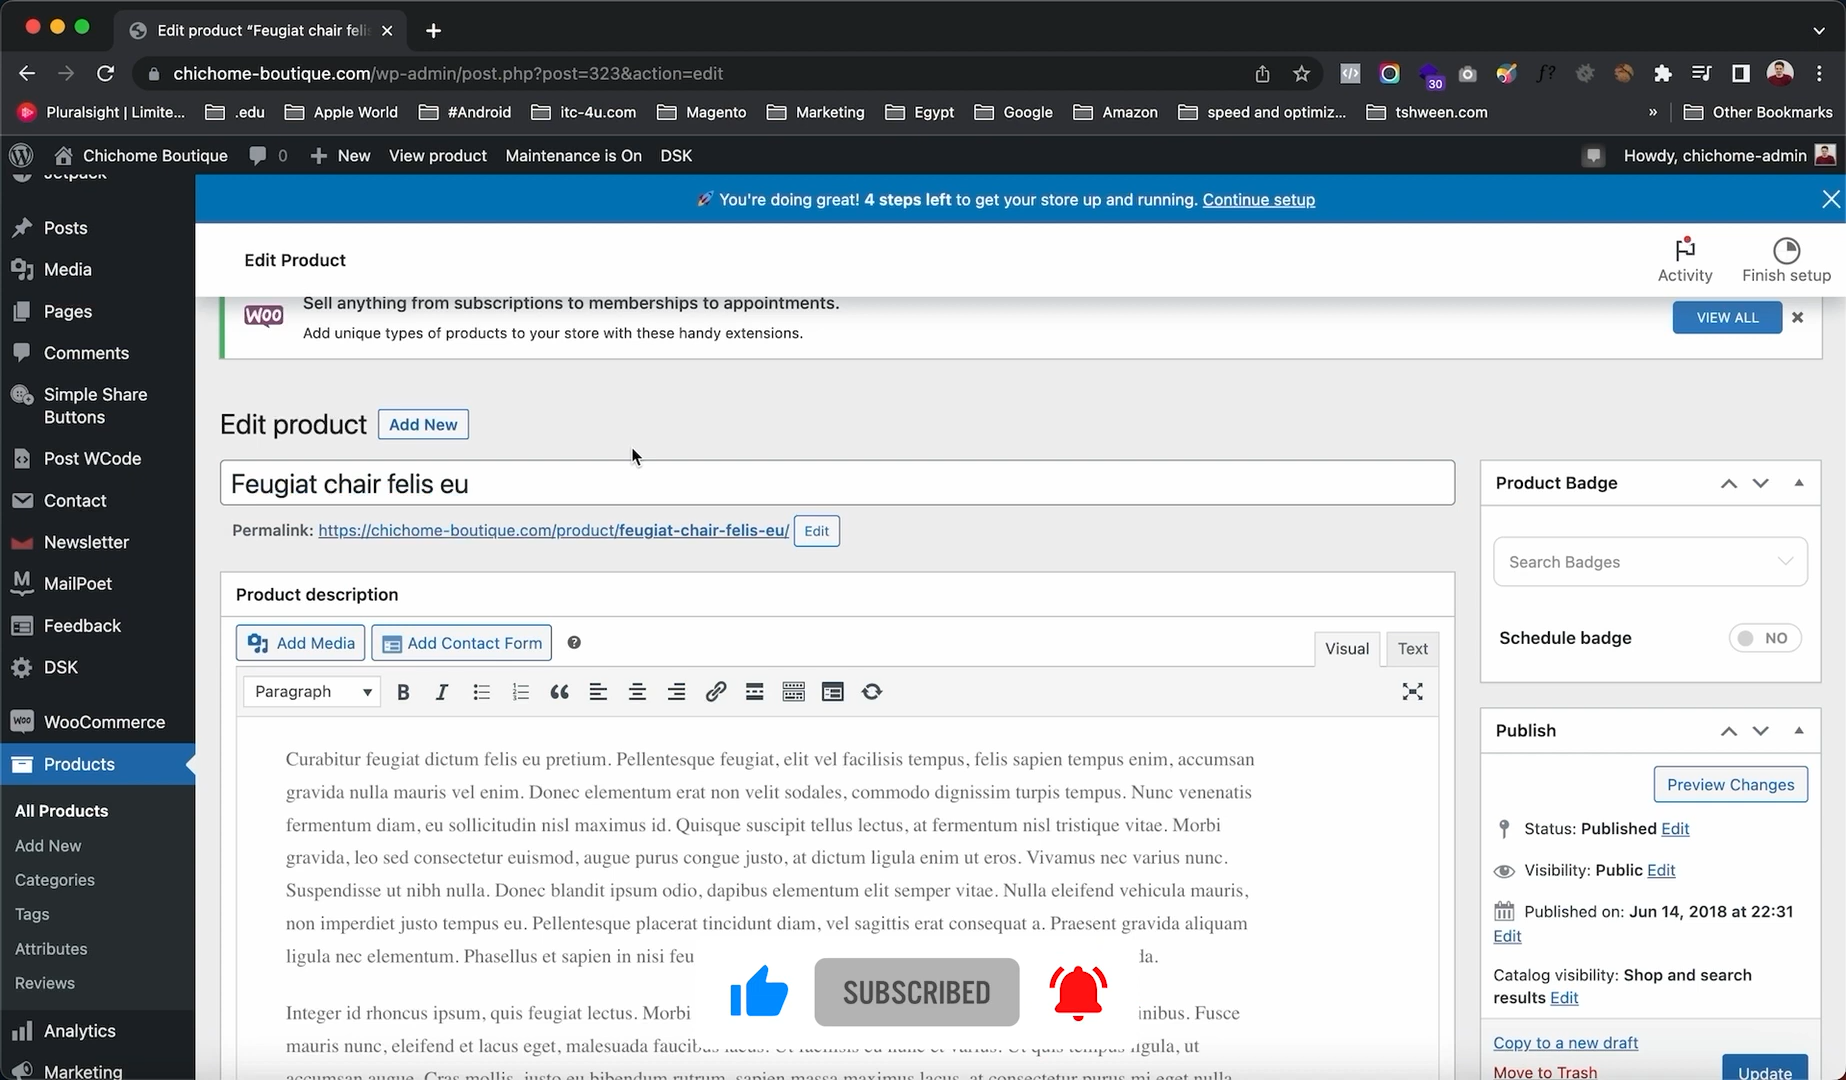 Edit product “Feugiat chair feli
chichome-boutique.com/wp-admin/post.php?post=323&action=edit
30
f?
Pluralsight | Limite...
.edu
Apple World
#Android
itc-4u.com
Magento
Marketing
Egypt
Google
Amazon
speed and optimiz...
tshween.com
»
Other Bookmarks
Chichome Boutique
0
New
View product
Maintenance is On
DSK
Howdy, chichome-admin
Jetpack
Posts
Media
Pages
Comments
Simple Share
Buttons
Post WCode
Contact
Newsletter
MailPoet
Feedback
DSK
WooCommerce
Products
All Products
Add New
Categories
Tags
Attributes
Reviews
Analytics
Marketing
🚀 You're doing great! 4 steps left to get your store up and running. Continue setup
Edit Product
Activity
Finish setup
Woo
Sell anything from subscriptions to memberships to appointments.
Add unique types of products to your store with these handy extensions.
VIEW ALL
Edit product
Add New
Feugiat chair felis eu
Permalink: https://chichome-boutique.com/product/feugiat-chair-felis-eu/ Edit
Product description
Add Media
Add Contact Form
Visual
Text
Paragraph
Curabitur feugiat dictum felis eu pretium. Pellentesque feugiat, elit vel facilisis tempus, felis sapien tempus enim, accumsan
gravida nulla mauris vel enim. Donec elementum erat non velit sodales, commodo dignissim turpis tempus. Nunc venenatis
fermentum diam, eu sollicitudin nisl maximus id. Quisque suscipit tellus lectus, at fermentum nisl tristique vitae. Morbi
gravida, leo sed consectetur euismod, augue purus congue justo, at dictum ligula enim ut eros. Vivamus nec varius nunc.
Suspendisse ut nibh nulla. Donec blandit ipsum odio, dapibus elementum elit semper vitae. Nulla eleifend vehicula mauris,
non imperdiet justo tempus eu. Pellentesque placerat tincidunt diam, vel sagittis erat consequat a. Praesent gravida aliquam
ligula nec elementum. Phasellus et sapien in nisi feu
la.
SUBSCRIBED
Integer id rhoncus ipsum, quis feugiat lectus. Morbi
inibus. Fusce
mauris nunc, eleifend et lacus eget, malesuada faucibus lacus. Ut facilisis eu nunc et varius. Ut quis tempus ligula, ut
accumsan augue. Cras mollis, justo eu bibendum rutrum, sapien massa maximus lacus, at consectetur purus mi eget nulla.
Product Badge
Search Badges
Schedule badge
NO
Publish
Preview Changes
Status: Published Edit
Visibility: Public Edit
Published on: Jun 14, 2018 at 22:31
Edit
Catalog visibility: Shop and search
results Edit
Copy to a new draft
Move to Trash
Update